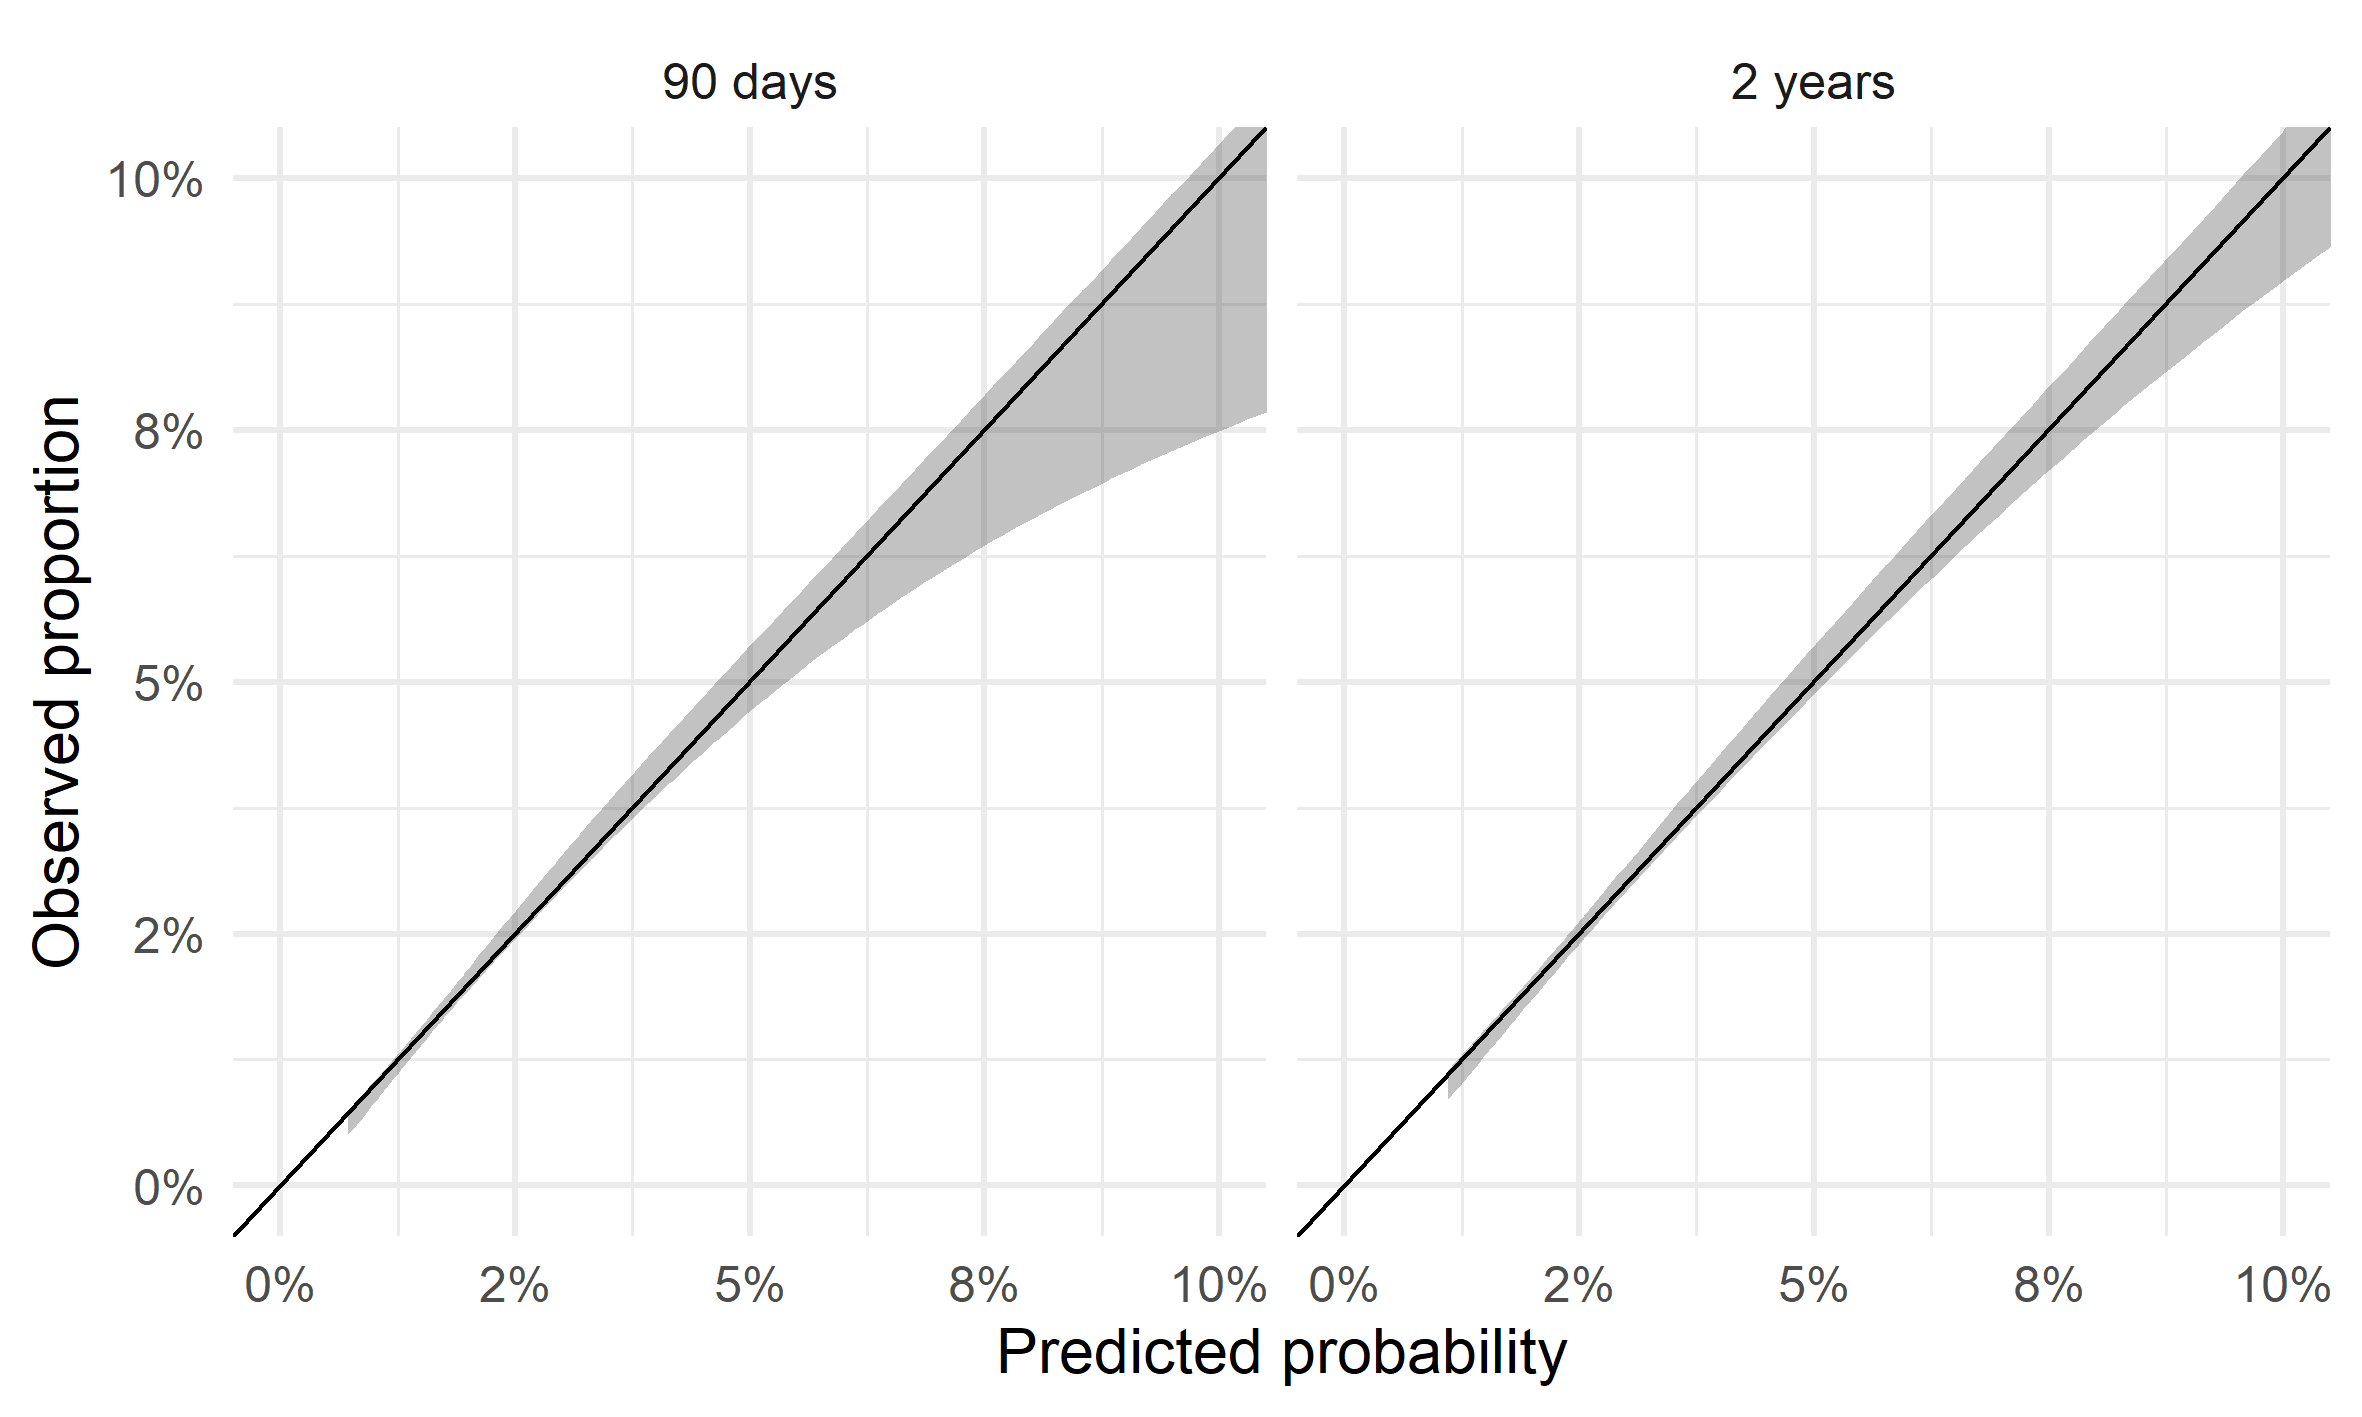 90 days
2 years
Observed proportion
10%
8%
5%
2%
0%
0% 2% 5% 8% 10%
0% 2% 5% 8% 10%
Predicted probability